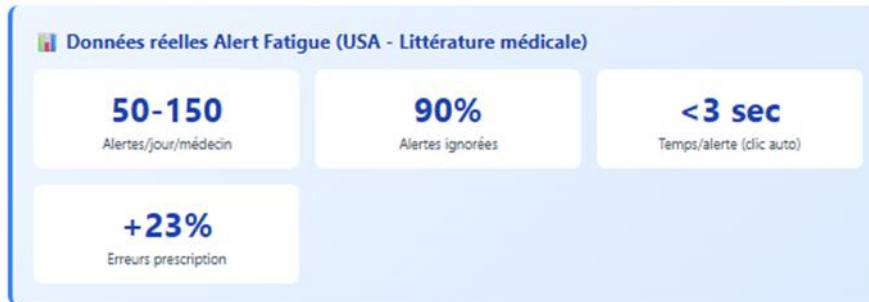 📊 Données réelles Alert Fatigue (USA - Littérature médicale)
50-150
Alertes/jour/médecin
90%
Alertes ignorées
<3 sec
Temps/alerte (clic auto)
+23%
Erreurs prescription